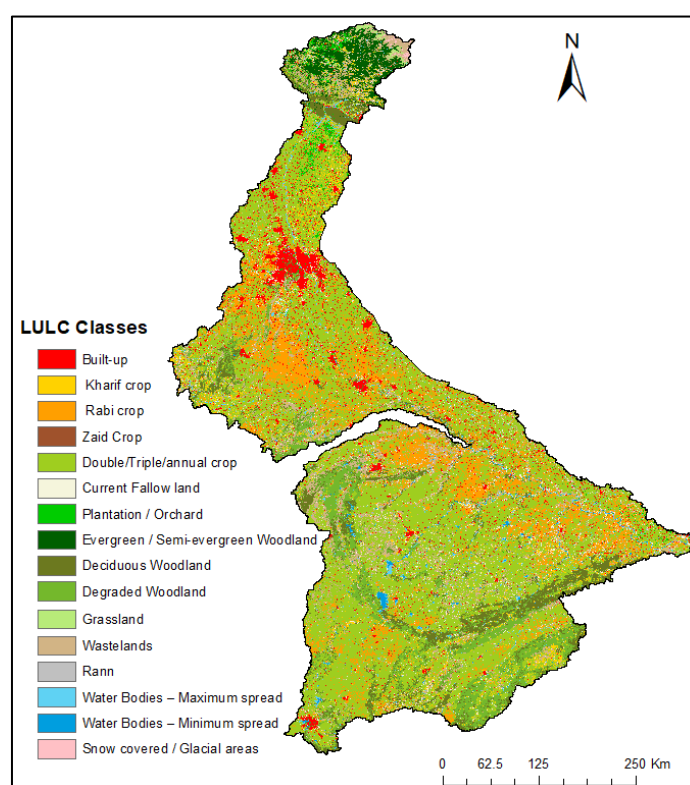 N
LULC Classes
Built-up
Kharif crop
Rabi crop
Zaid Crop
Double/Triple/annual crop
Current Fallow land
Plantation / Orchard
Evergreen / Semi-evergreen Woodland
Deciduous Woodland
Degraded Woodland
Grassland
Wastelands
Rann
Water Bodies – Maximum spread
Water Bodies – Minimum spread
Snow covered / Glacial areas
0 62.5 125 250 Km